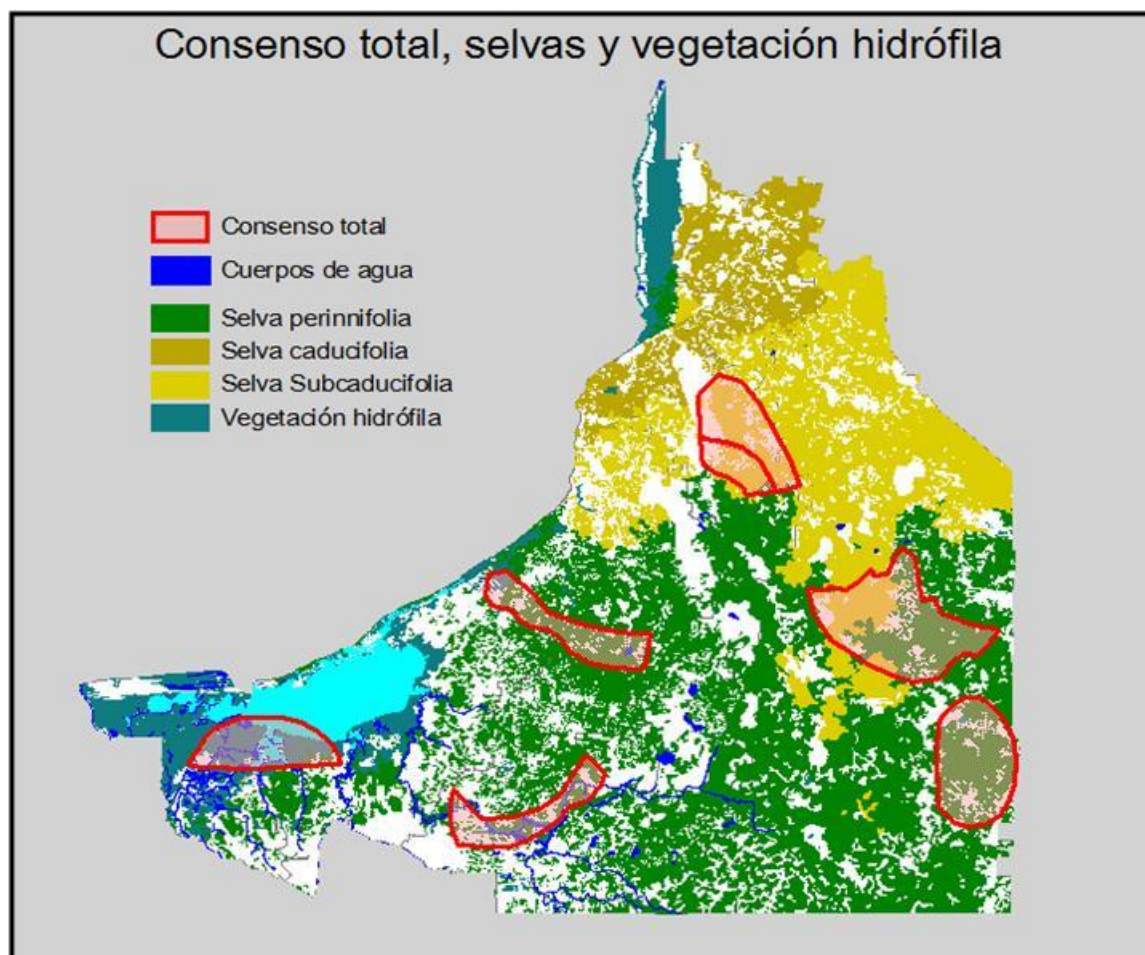 Consenso total, selvas y vegetación hidrófila
Consenso total
Cuerpos de agua
Selva perinnifolia
Selva caducifolia
Selva Subcaducifolia
Vegetación hidrófila